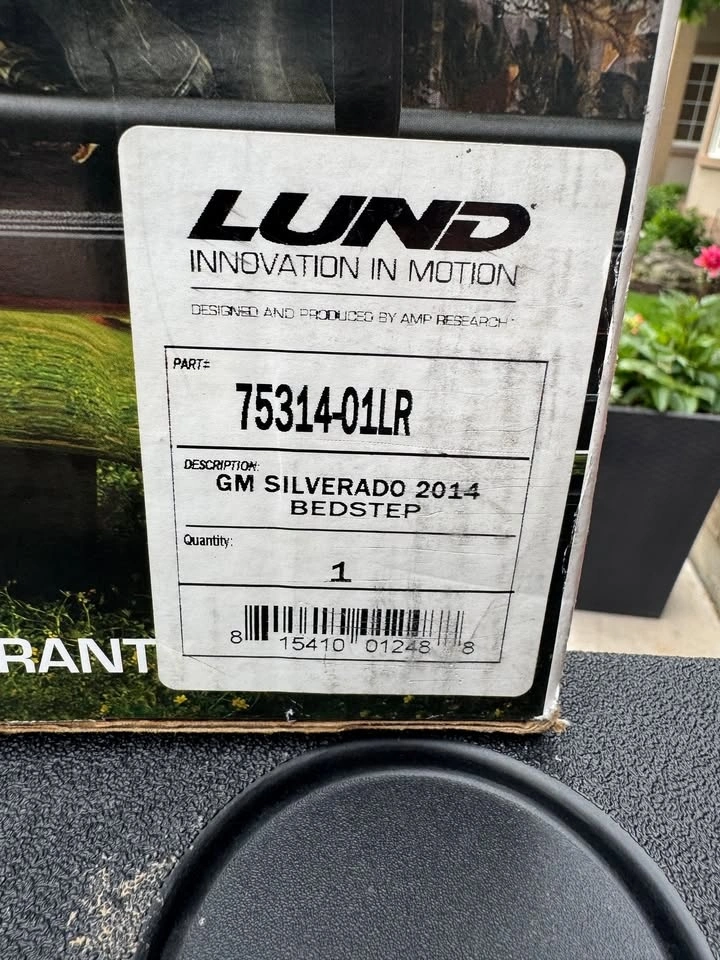 LUND
INNOVATION IN MOTION
DESIGNED AND PRODUCED BY AMP RESEARCH
PART#
75314-01LR
DESCRIPTION:
GM SILVERADO 2014
BEDSTEP
Quantity:
1
8 15410 01248 8
RANT